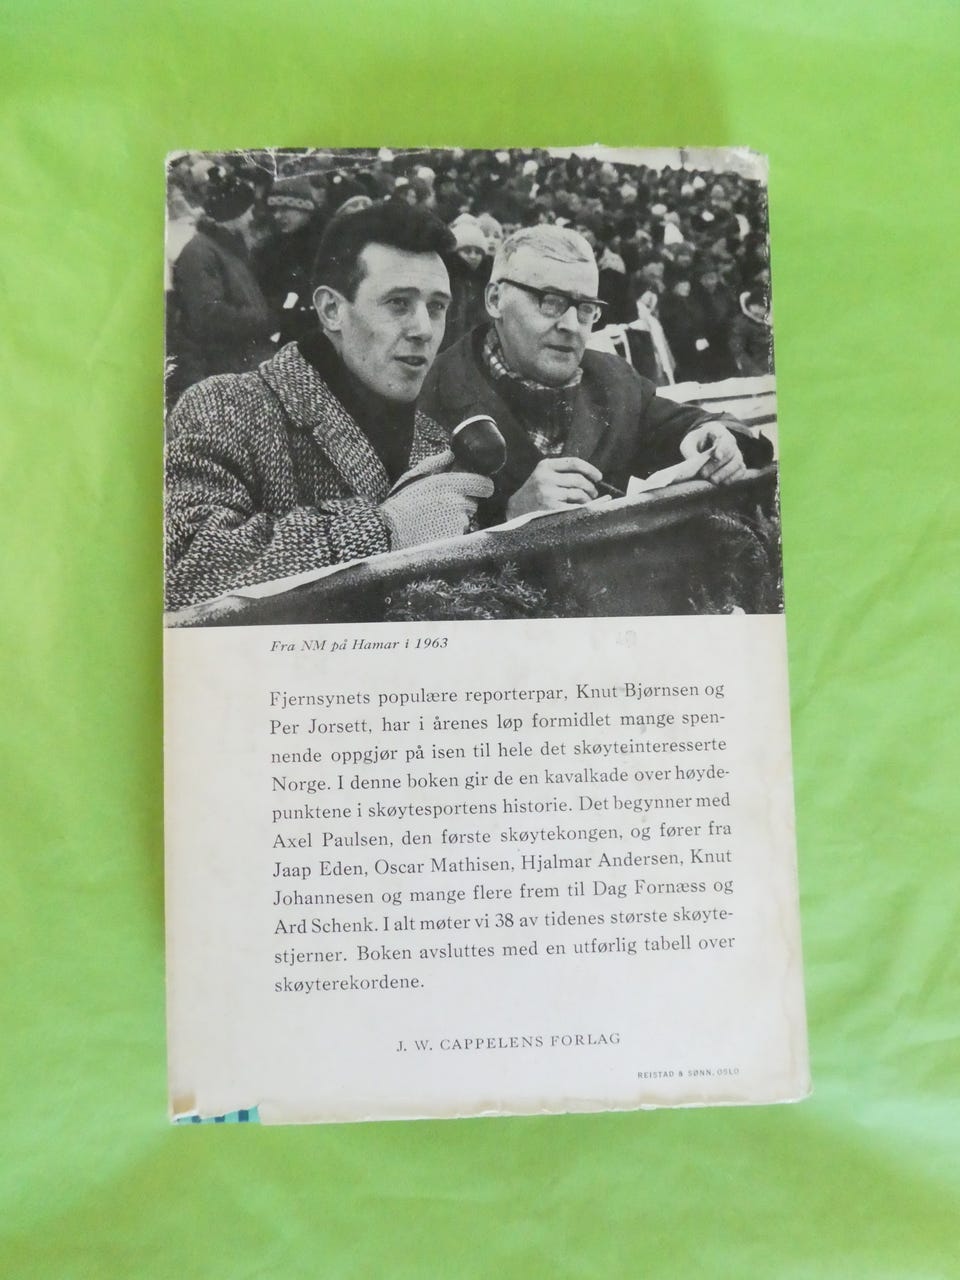 Fra NM på Hamar i 1963
Fjernsynets populære reporterpar, Knut Bjørnsen og
Per Jorsett, har i årenes løp formidlet mange spen-
nende oppgjør på isen til hele det skøyteinteresserte
Norge. I denne boken gir de en kavalkade over høyde-
punktene i skøytesportens historie. Det begynner med
Axel Paulsen, den første skøytekongen, og fører fra
Jaap Eden, Oscar Mathisen, Hjalmar Andersen, Knut
Johannesen og mange flere frem til Dag Fornæss og
Ard Schenk. I alt møter vi 38 av tidenes største skøyte-
stjerner. Boken avsluttes med en utførlig tabell over
skøyterekordene.
J. W. CAPPELENS FORLAG
REISTAD & SØNN, OSLO